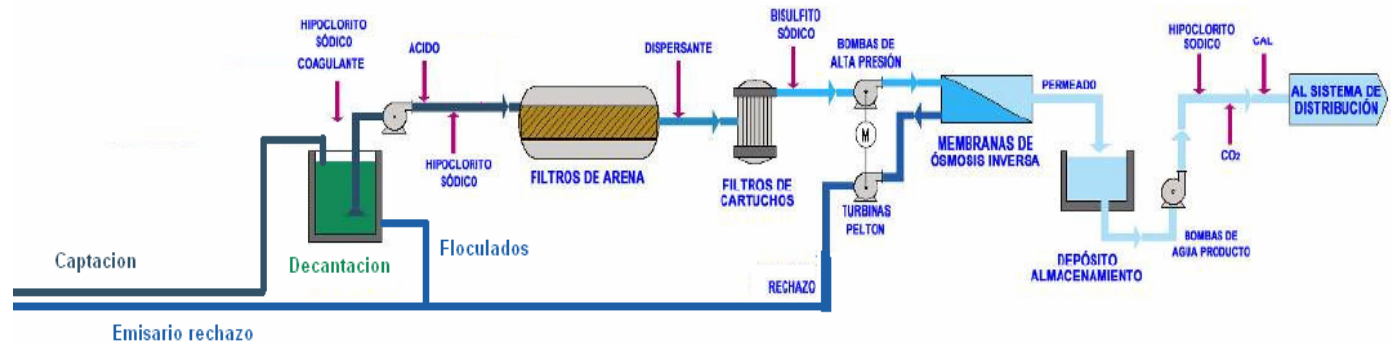 HIPOCLORITO
SÓDICO
COAGULANTE
ACIDO
HIPOCLORITO
SÓDICO
FILTROS DE ARENA
DISPERSANTE
FILTROS DE
CARTUCHOS
BISULFITO
SÓDICO
BOMBAS DE
ALTA PRESIÓN
M
TURBINAS
PELTON
MEMBRANAS DE
ÓSMOSIS INVERSA
PERMEADO
DEPÓSITO
ALMACENAMIENTO
BOMBAS DE
AGUA PRODUCTO
HIPOCLORITO
SODICO
CAL
CO2
AL SISTEMA DE
DISTRIBUCIÓN
Captacion
Decantacion
Floculados
RECHAZO
Emisario rechazo